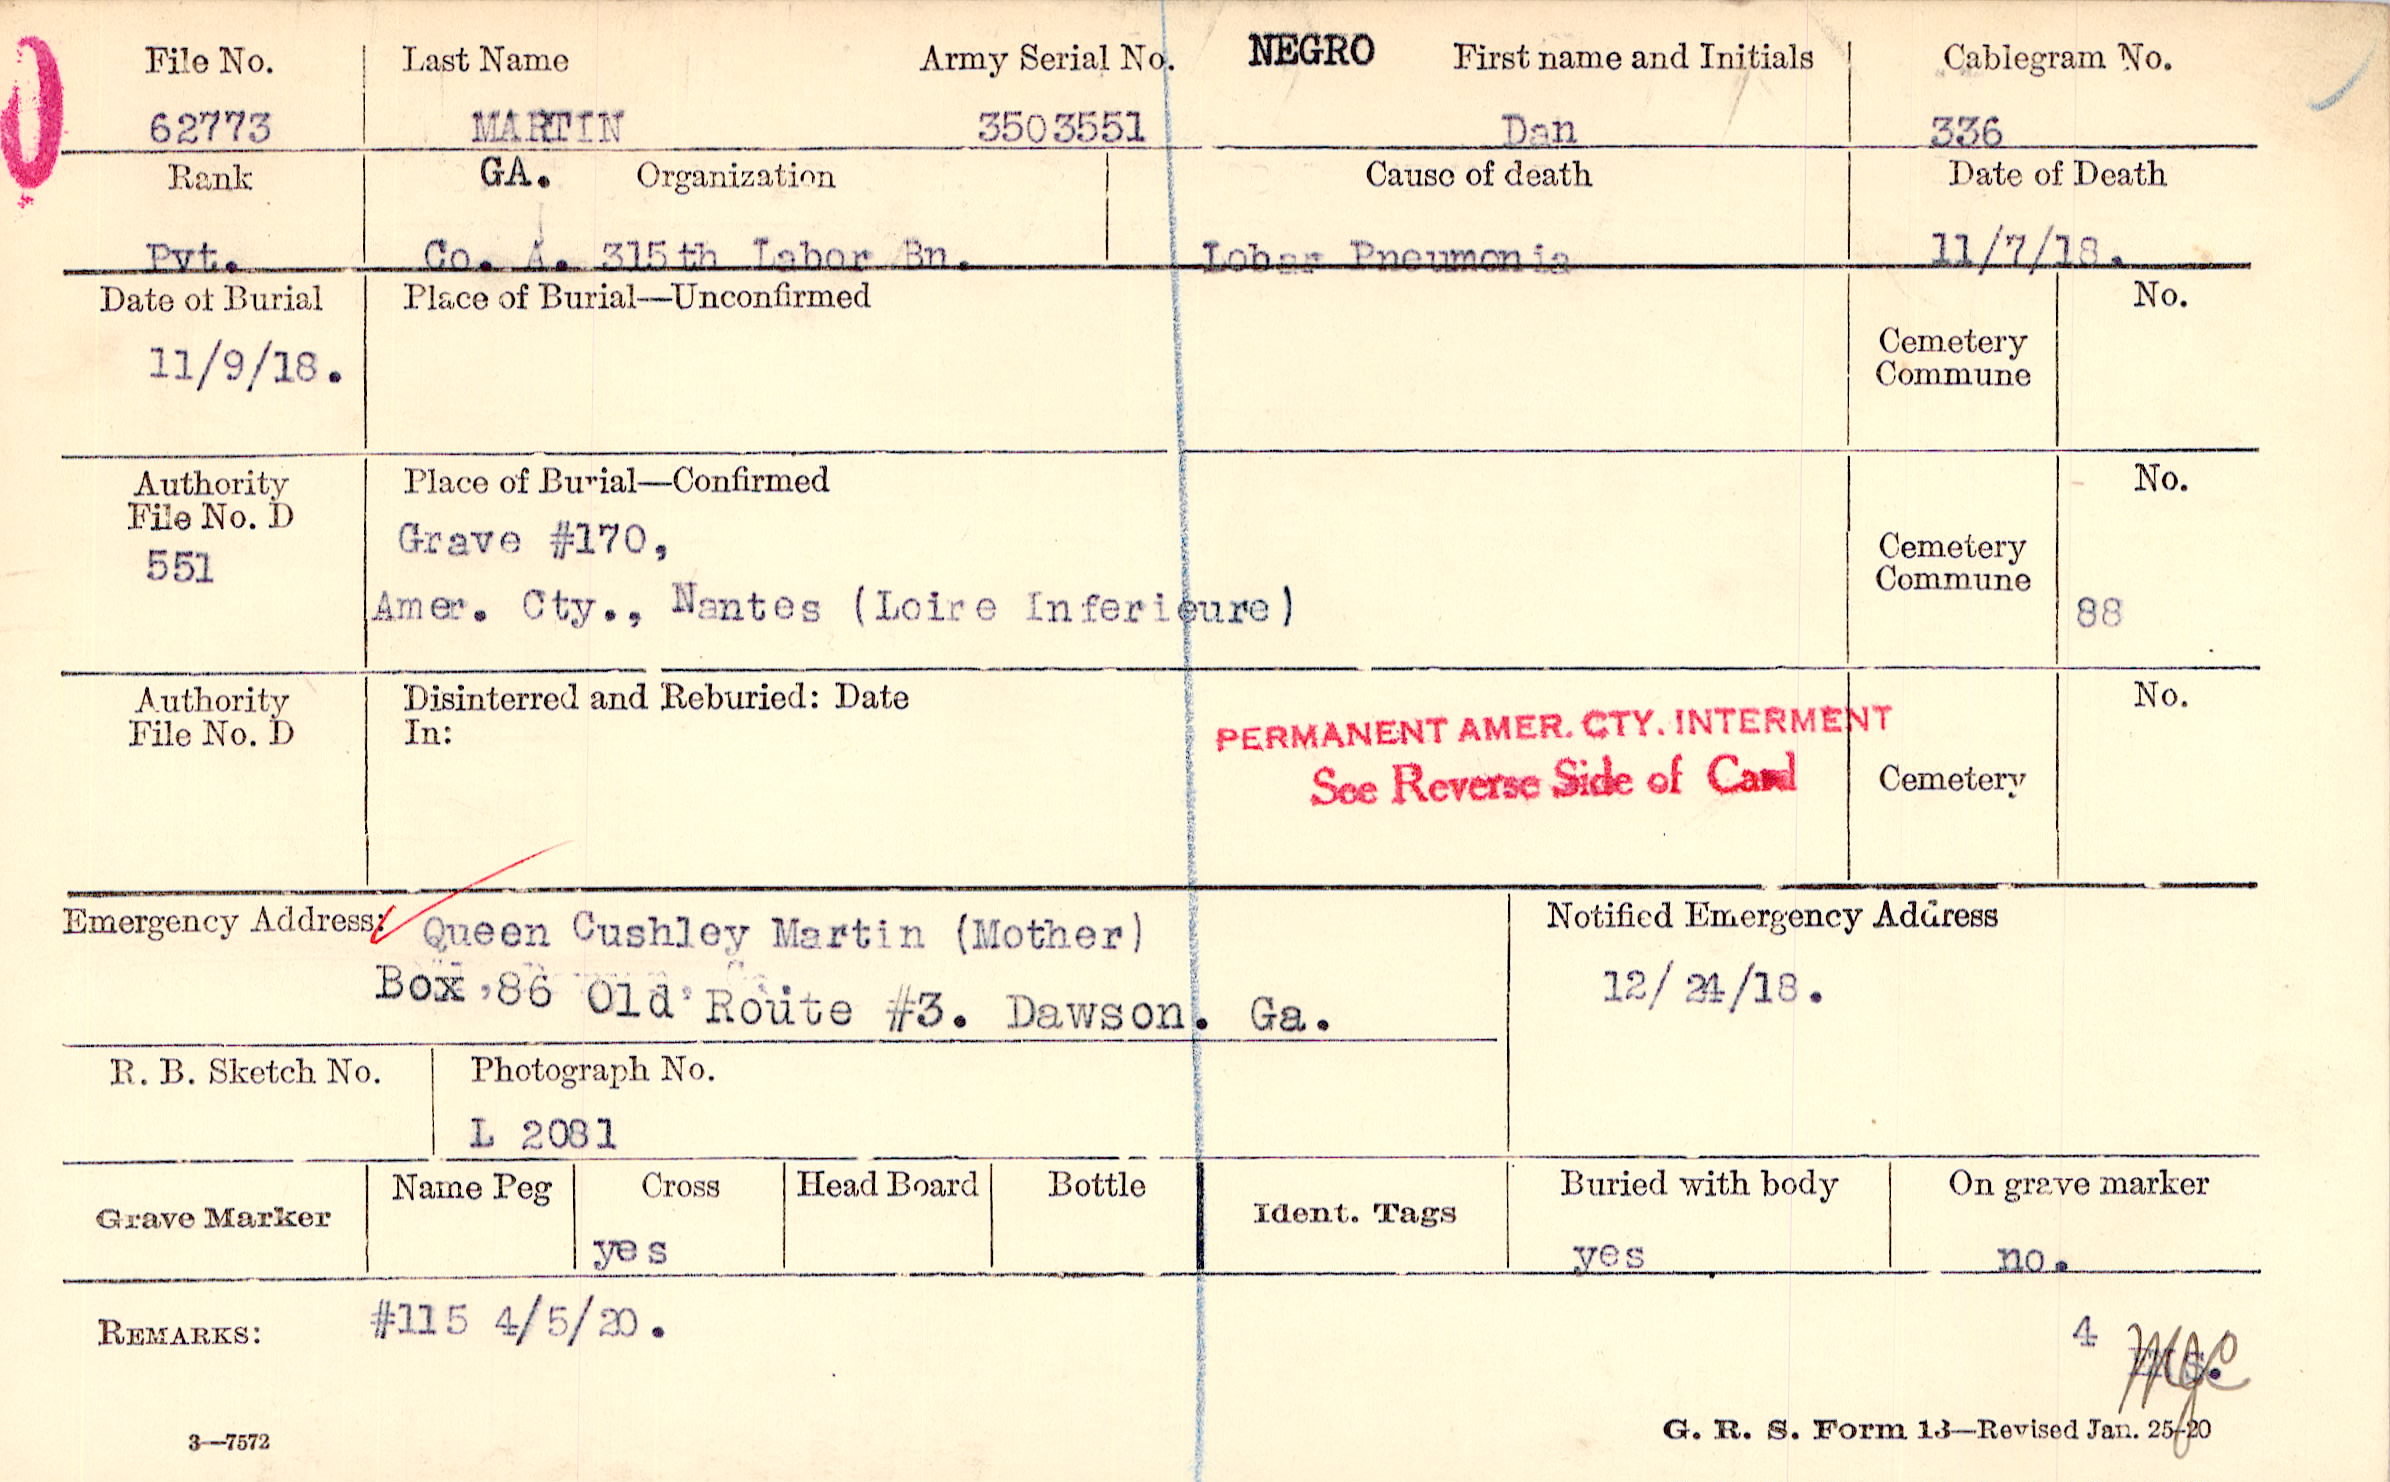 File No. Last Name Army Serial No. NEGRO First name and Initials Cablegram No.
62773 MARTIN 3503551 Dan 336
Rank GA. Organization Cause of death Date of Death
Pvt. Co. A. 315th Labor Bn. Lobar Pneumonia 11/7/18.
Date of Burial Place of Burial—Unconfirmed No.
11/9/18.
Cemetery
Commune
Authority Place of Burial—Confirmed No.
File No. D
551 Grave #170,
Cemetery
Commune
Amer. Cty., Nantes (Loire Inferieure) 88
Authority Disinterred and Reburied: Date No.
File No. D In:
PERMANENT AMER. CTY. INTERMENT
See Reverse Side of Card
Cemetery
Emergency Address: Queen Cushley Martin (Mother) Notified Emergency Address
Box 86 Old Route #3. Dawson. Ga. 12/24/18.
R. B. Sketch No. Photograph No.
L 2081
Grave Marker Name Peg Cross Head Board Bottle Ident. Tags Buried with body On grave marker
yes yes no.
REMARKS: #115 4/5/20. 4
3—7572 G. R. S. Form 13—Revised Jan. 25-20